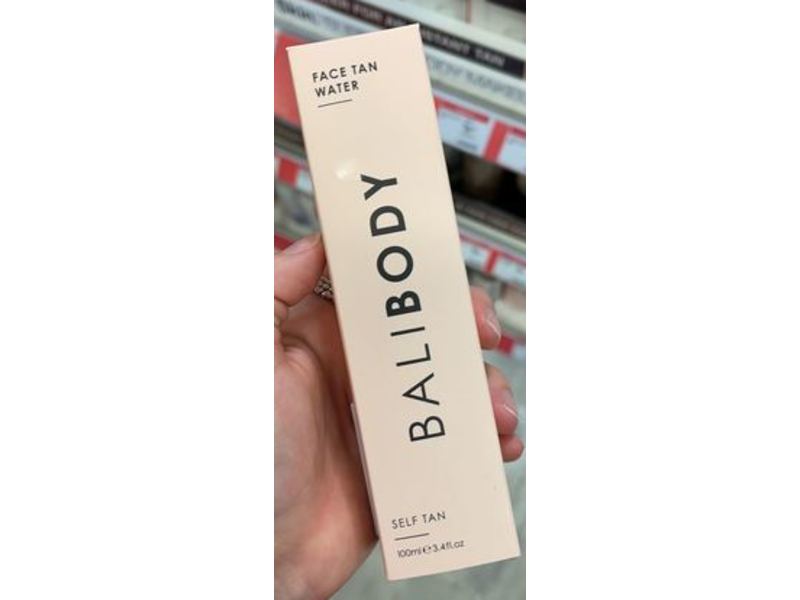 FACE TAN
WATER
BALIBODY
SELF TAN
100ml ℮ 3.4fl.oz